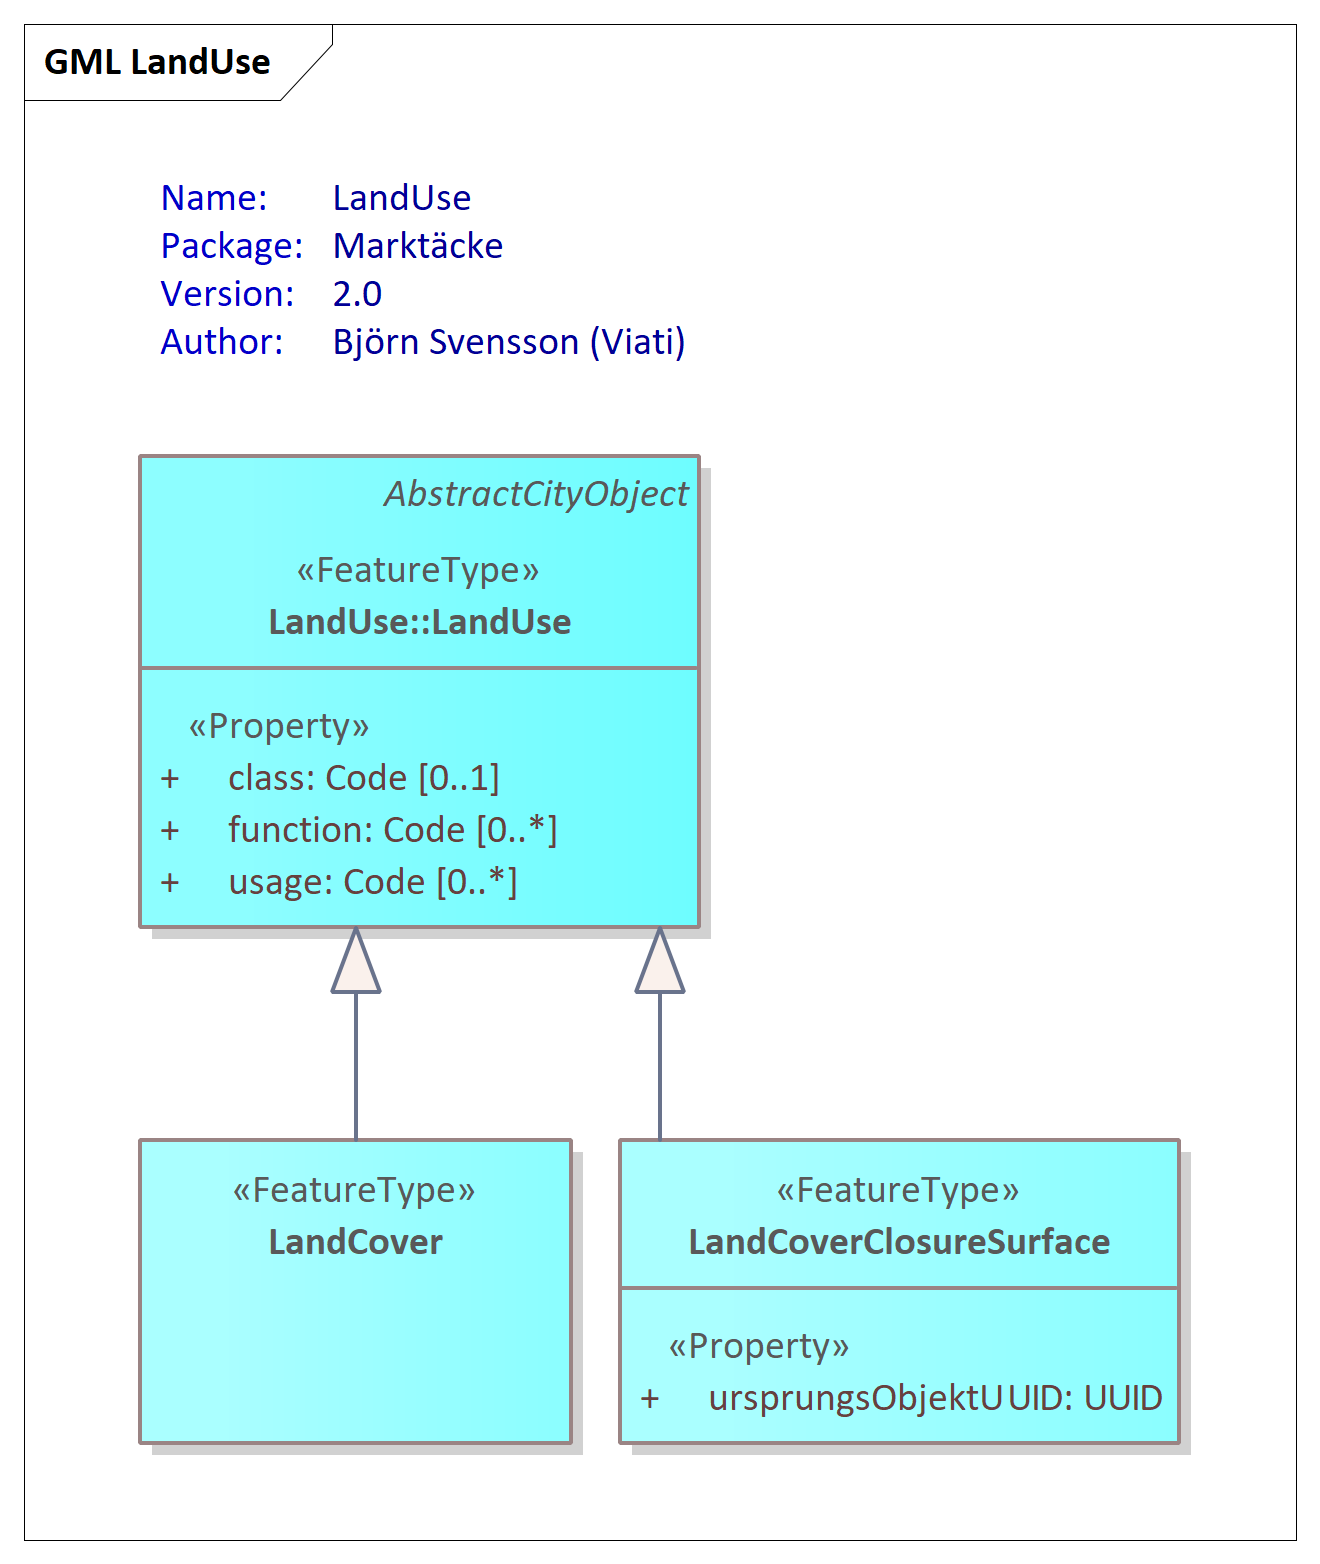 GML LandUse
Name: LandUse
Package: Marktäcke
Version: 2.0
Author: Björn Svensson (Viati)
AbstractCityObject
«FeatureType»
LandUse::LandUse
«Property»
+ class: Code [0..1]
+ function: Code [0..*]
+ usage: Code [0..*]
«FeatureType»
LandCover
«FeatureType»
LandCoverClosureSurface
«Property»
+ ursprungsObjektUUID: UUID